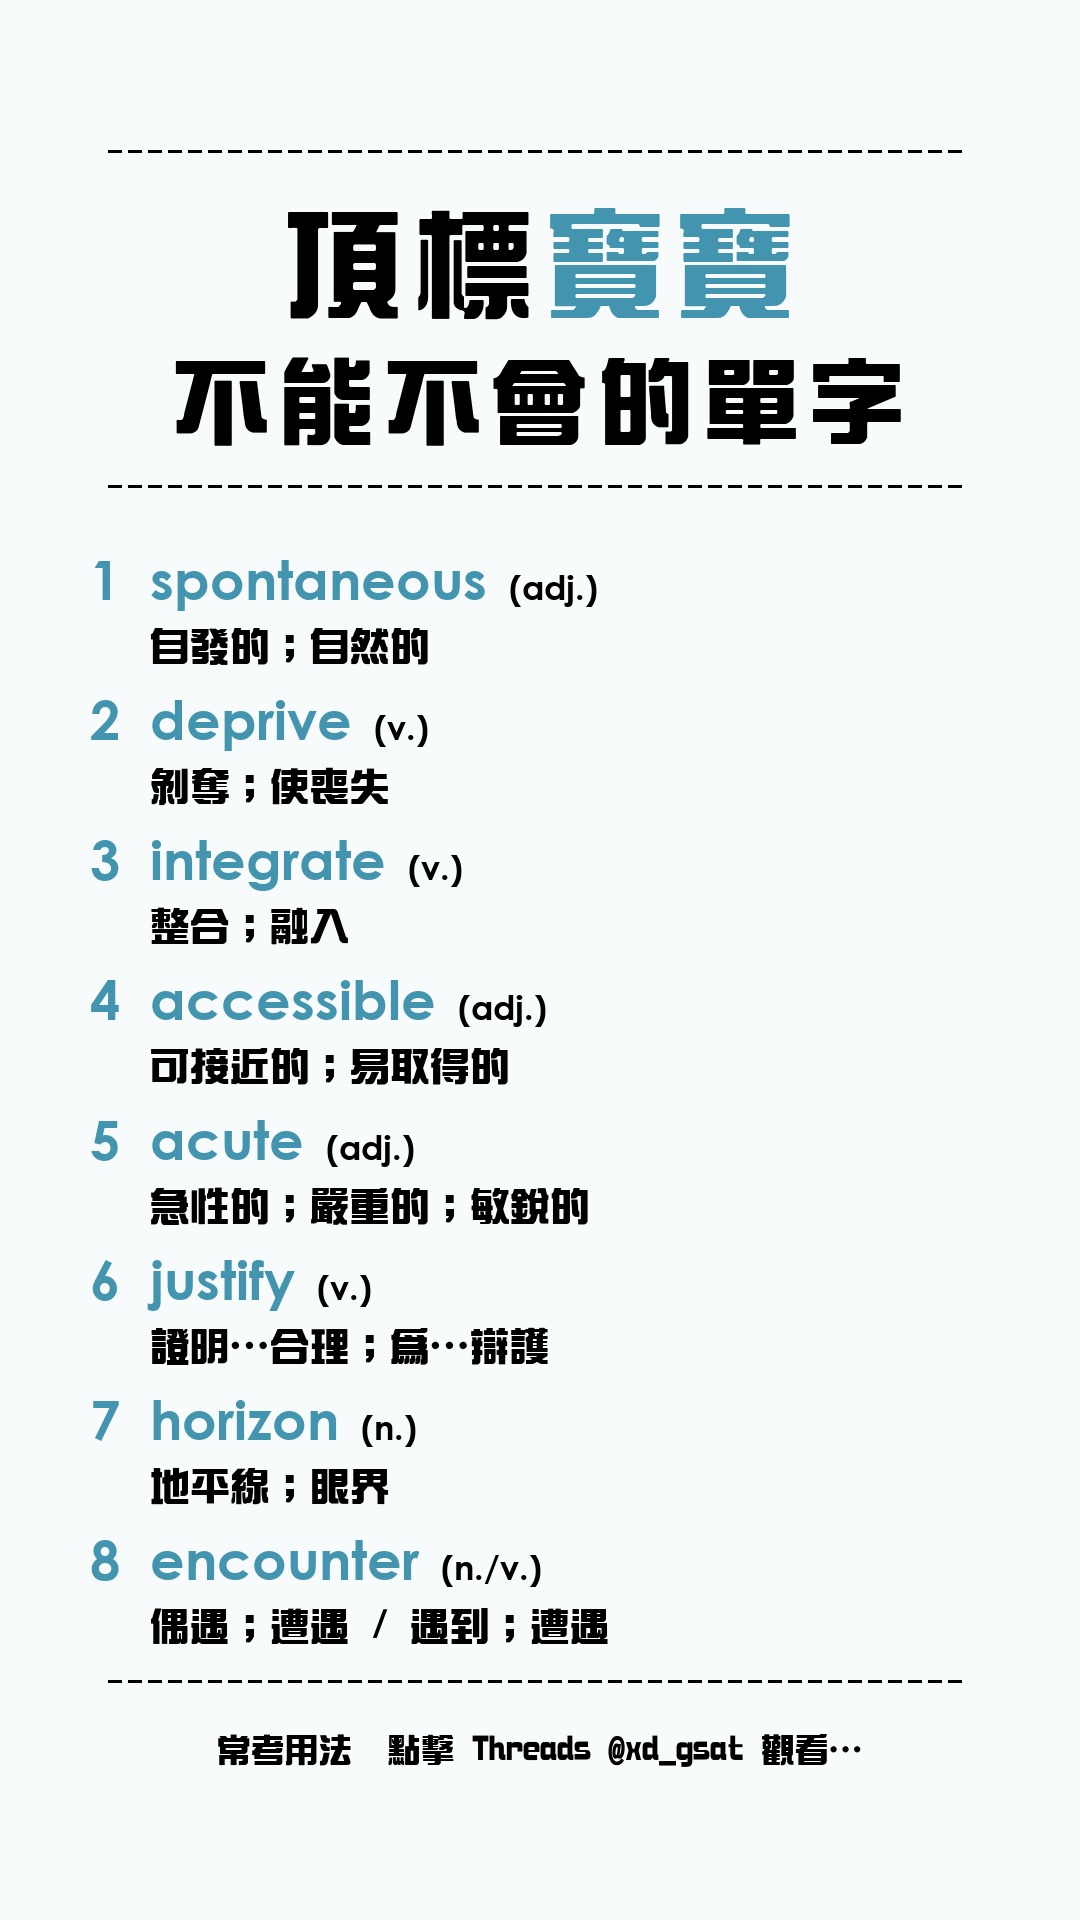 頂標寶寶
不能不會的單字
1 spontaneous (adj.)
自發的；自然的
2 deprive (v.)
剝奪；使喪失
3 integrate (v.)
整合；融入
4 accessible (adj.)
可接近的；易取得的
5 acute (adj.)
急性的；嚴重的；敏銳的
6 justify (v.)
證明…合理；為…辯護
7 horizon (n.)
地平線；眼界
8 encounter (n./v.)
偶遇；遭遇 / 遇到；遭遇
常考用法 點擊 Threads @xd_gsat 觀看…